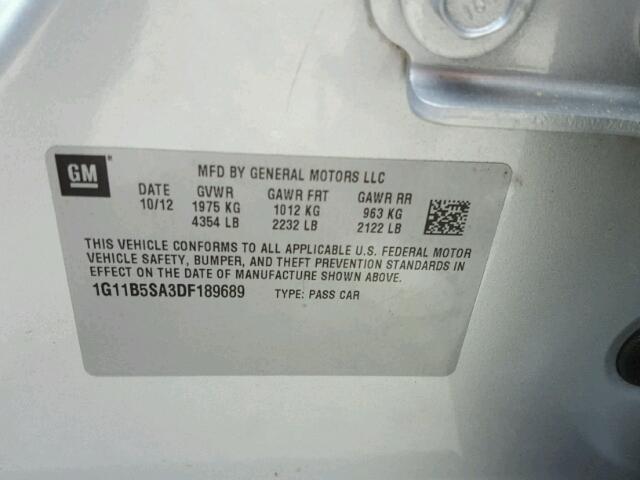 GM
MFD BY GENERAL MOTORS LLC
DATE GVWR GAWR FRT GAWR RR
10/12 1975 KG 1012 KG 963 KG
4354 LB 2232 LB 2122 LB
THIS VEHICLE CONFORMS TO ALL APPLICABLE U.S. FEDERAL MOTOR
VEHICLE SAFETY, BUMPER, AND THEFT PREVENTION STANDARDS IN
EFFECT ON THE DATE OF MANUFACTURE SHOWN ABOVE.
1G11B5SA3DF189689 TYPE: PASS CAR